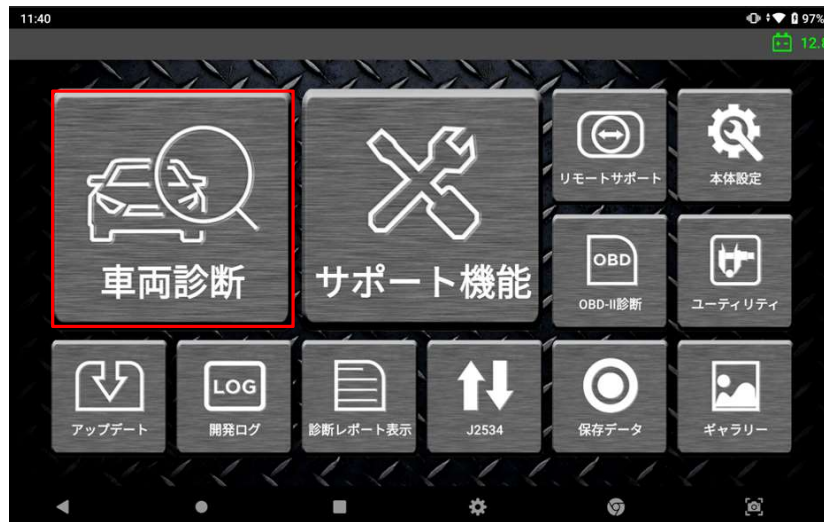 11:40
97%
12.8
車両診断
サポート機能
リモートサポート
本体設定
OBD
OBD-II診断
ユーティリティ
アップデート
LOG
開発ログ
診断レポート表示
J2534
保存データ
ギャラリー